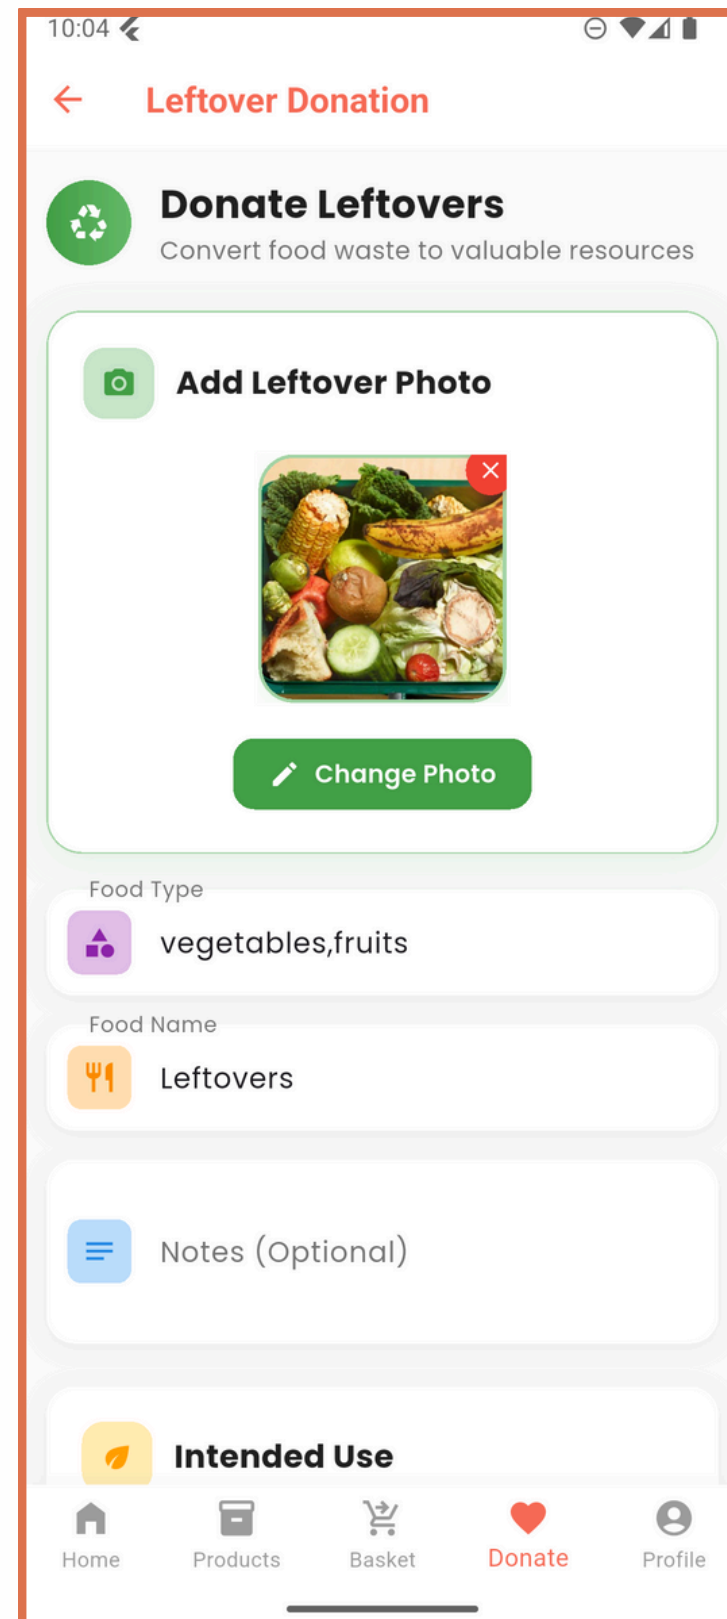 10:04
Leftover Donation
Donate Leftovers
Convert food waste to valuable resources
Add Leftover Photo
Change Photo
Food Type
vegetables,fruits
Food Name
Leftovers
Notes (Optional)
Intended Use
Home
Products
Basket
Donate
Profile